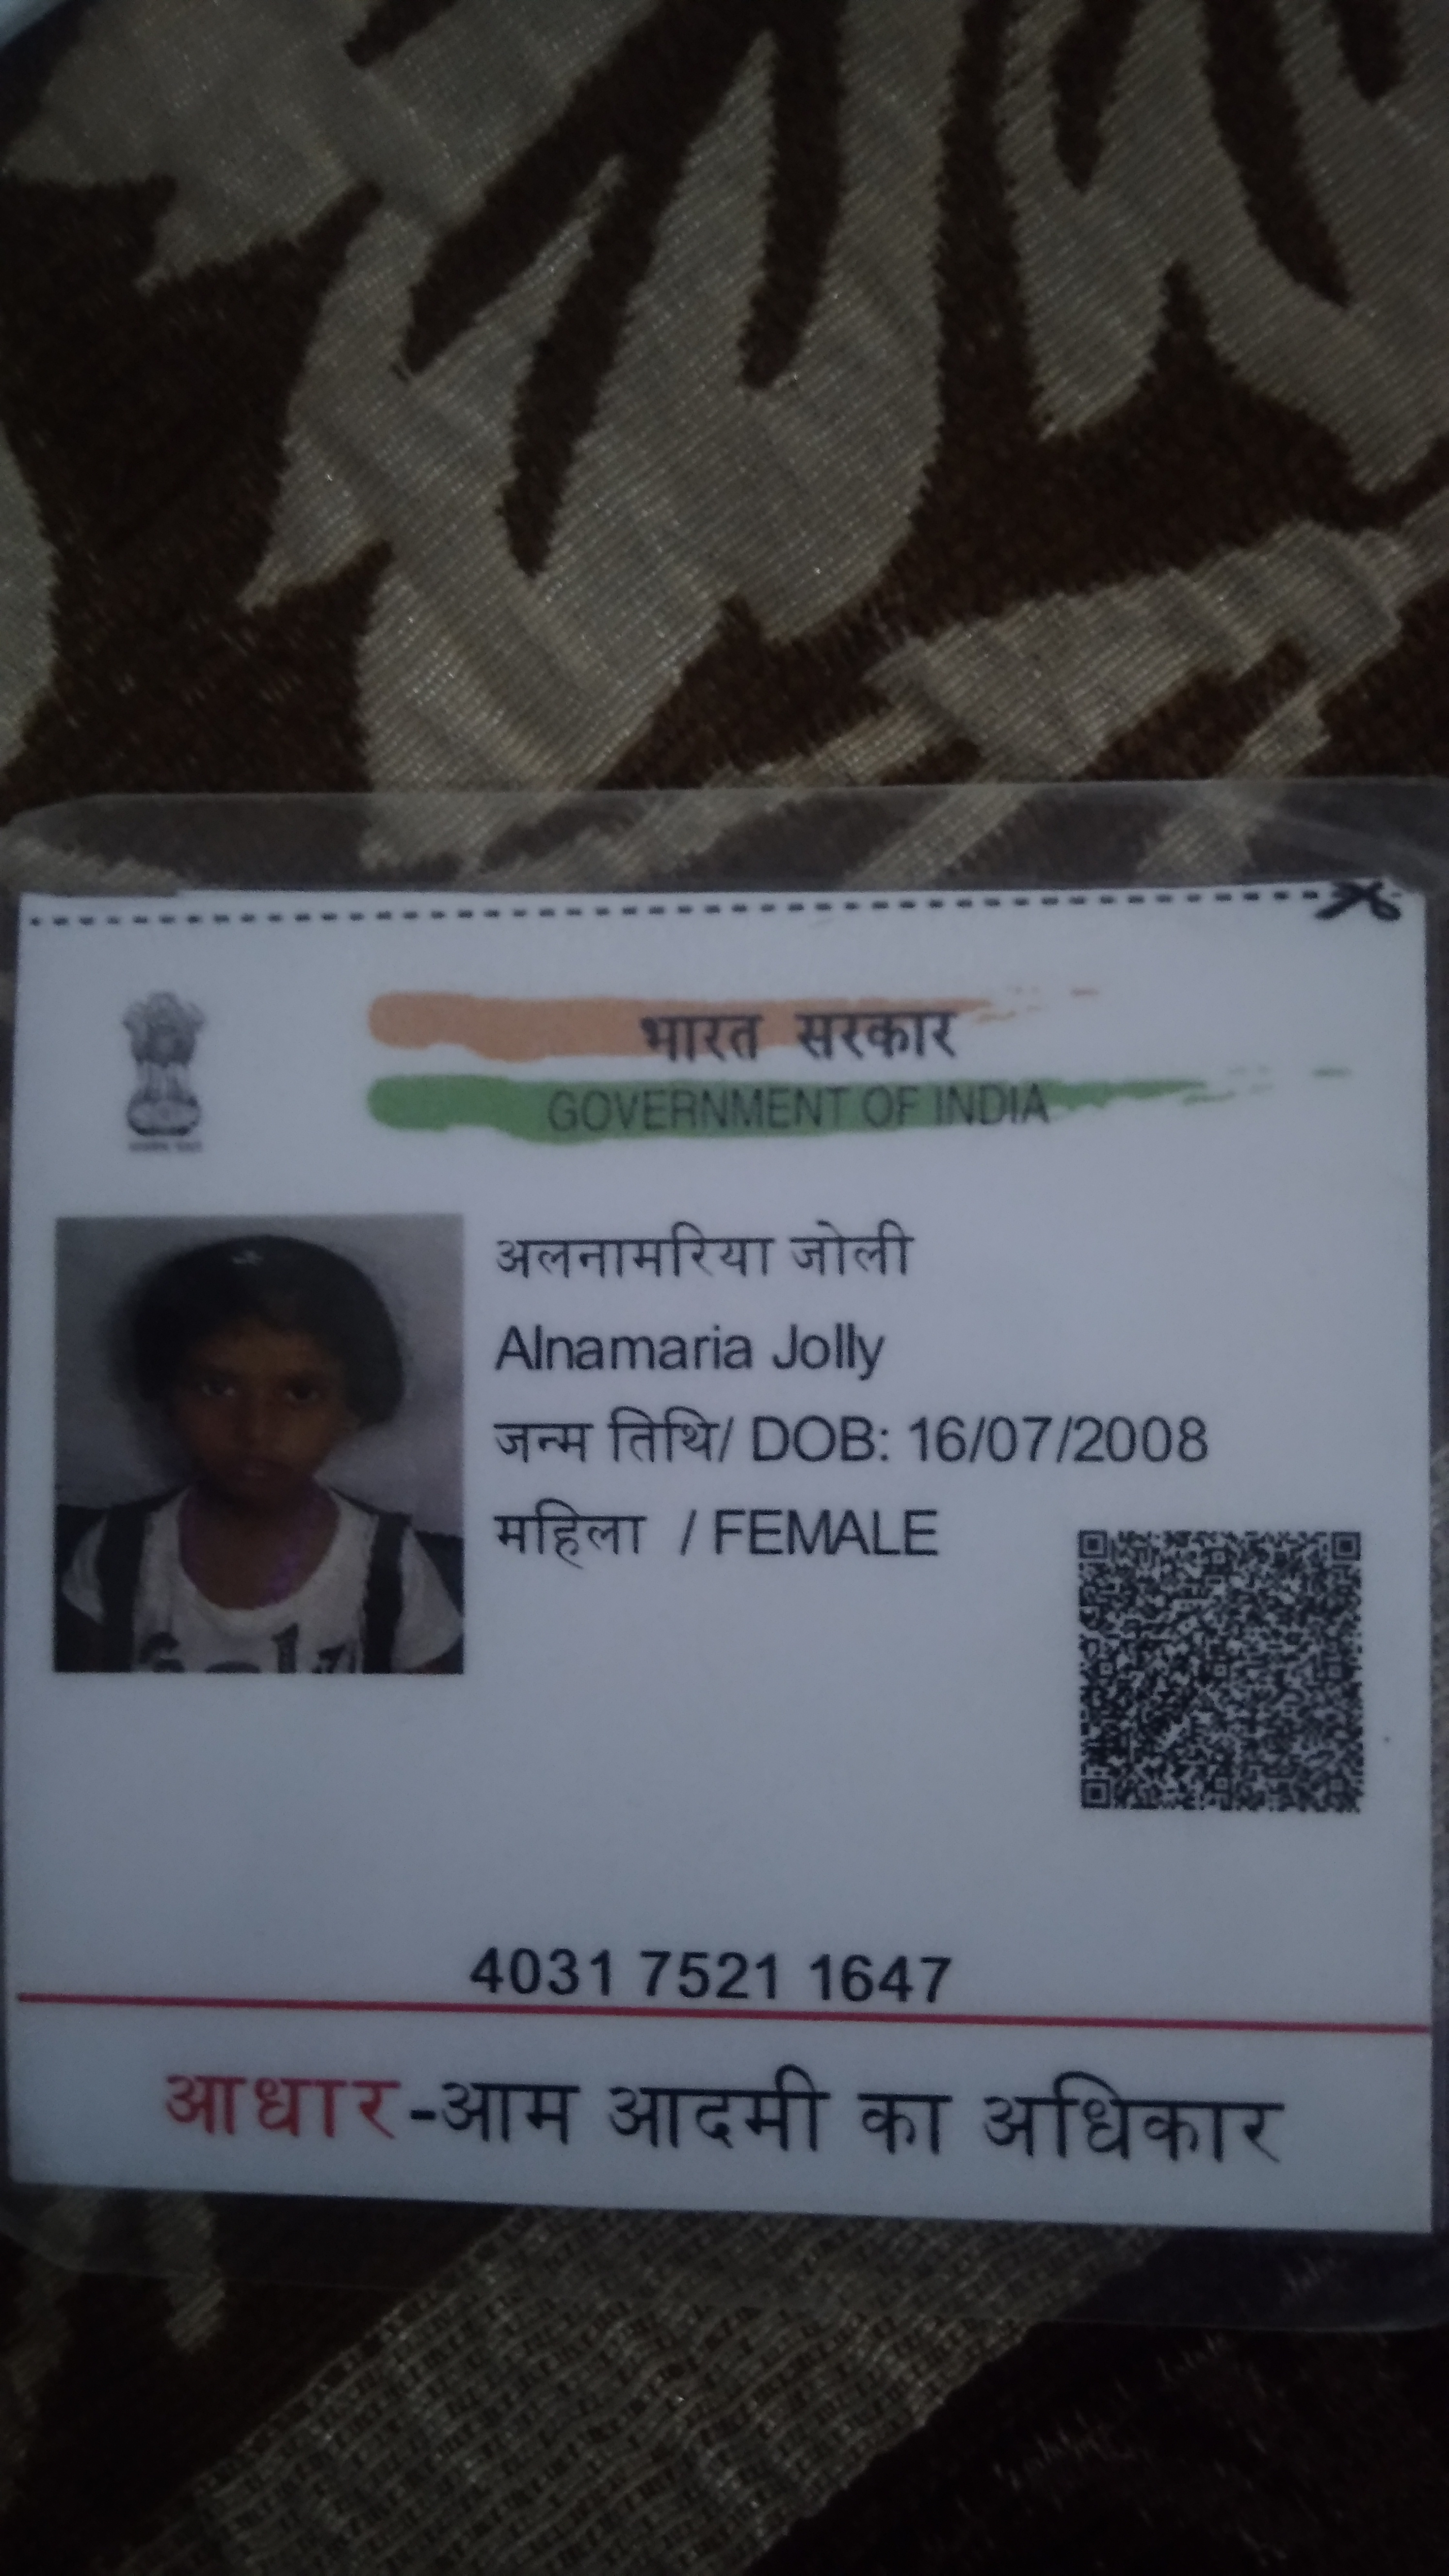 भारत सरकार
GOVERNMENT OF INDIA
अलनामरिया जोली
Alnamaria Jolly
जन्म तिथि/ DOB: 16/07/2008
महिला / FEMALE
4031 7521 1647
आधार-आम आदमी का अधिकार